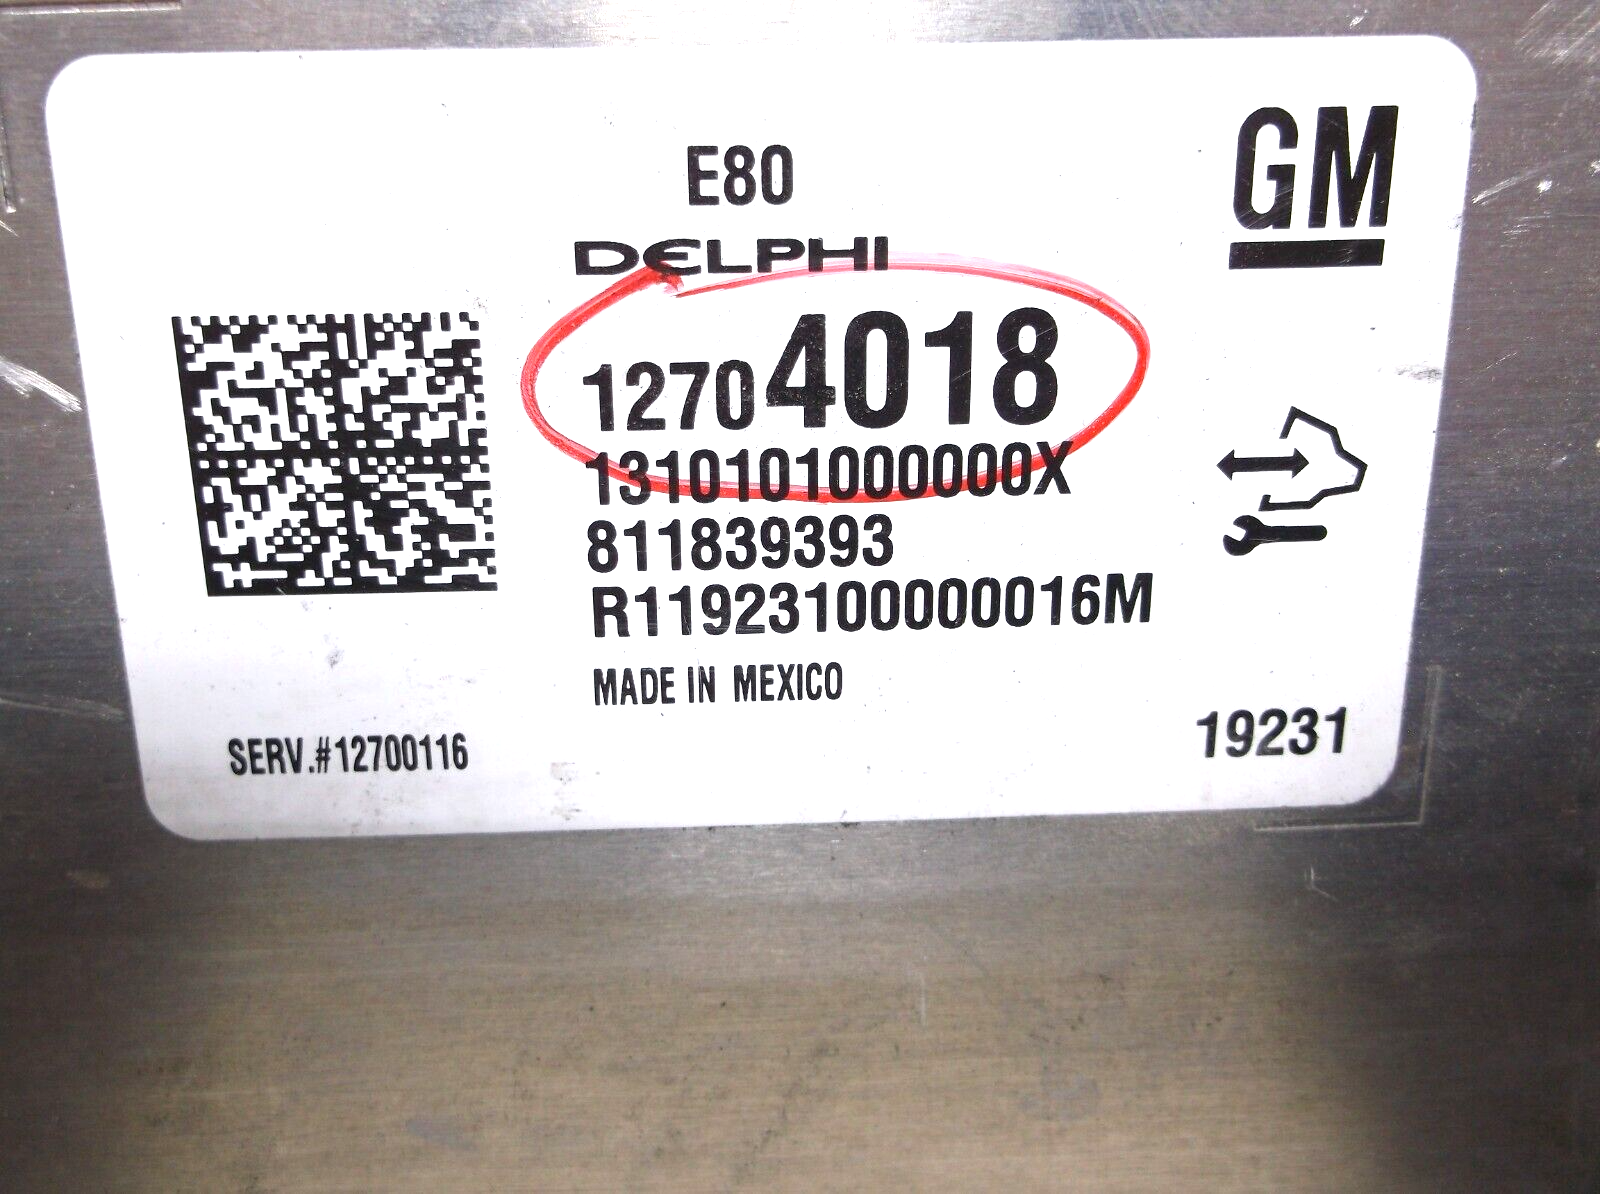 E80
GM
DELPHI
12704018
1310101000000X
811839393
R11923100000016M
MADE IN MEXICO
SERV.#12700116
19231